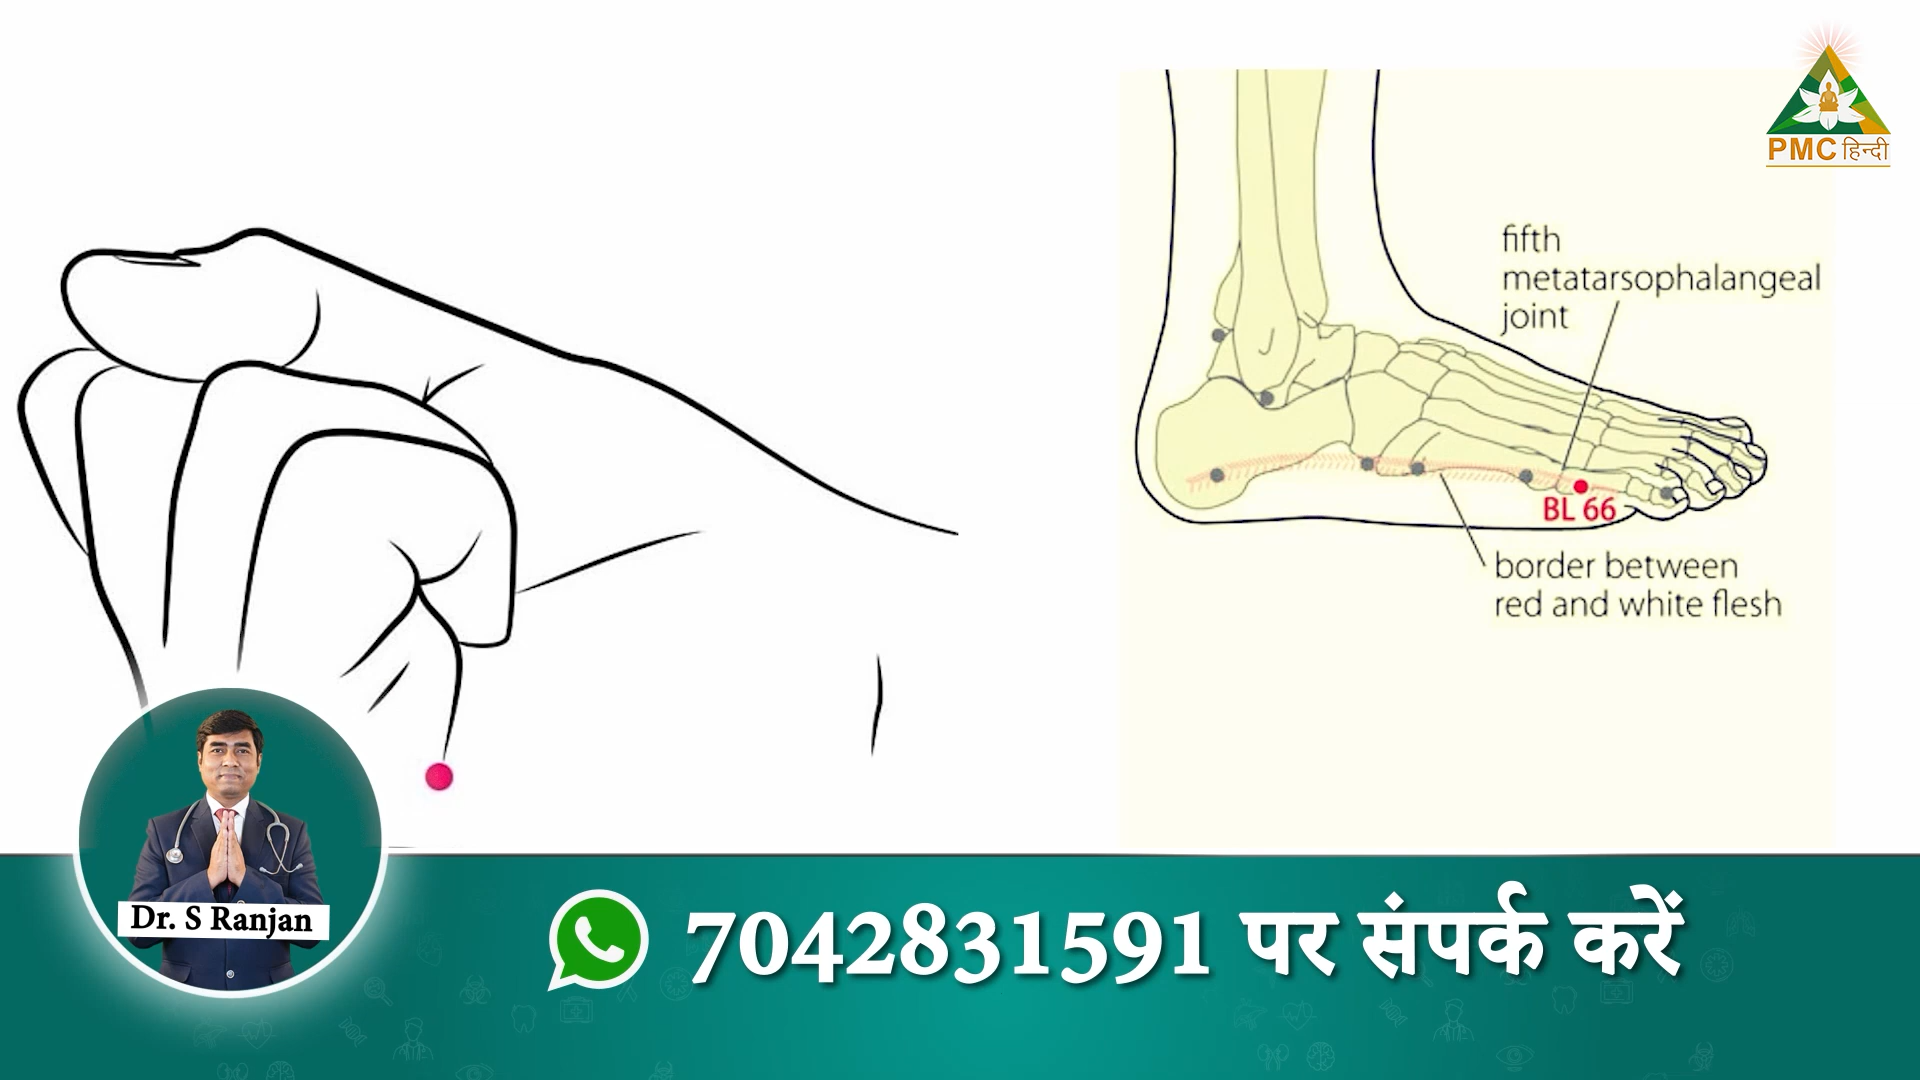 PMC हिन्दी
fifth
metatarsophalangeal
joint
BL 66
border between
red and white flesh
Dr. S Ranjan
7042831591 पर संपर्क करें